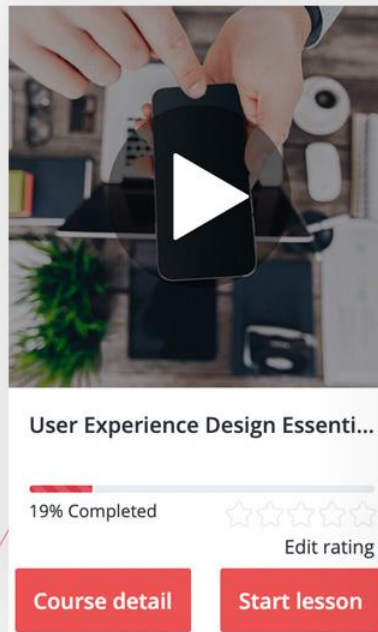 User Experience Design Essenti...
19% Completed
Edit rating
Course detail
Start lesson